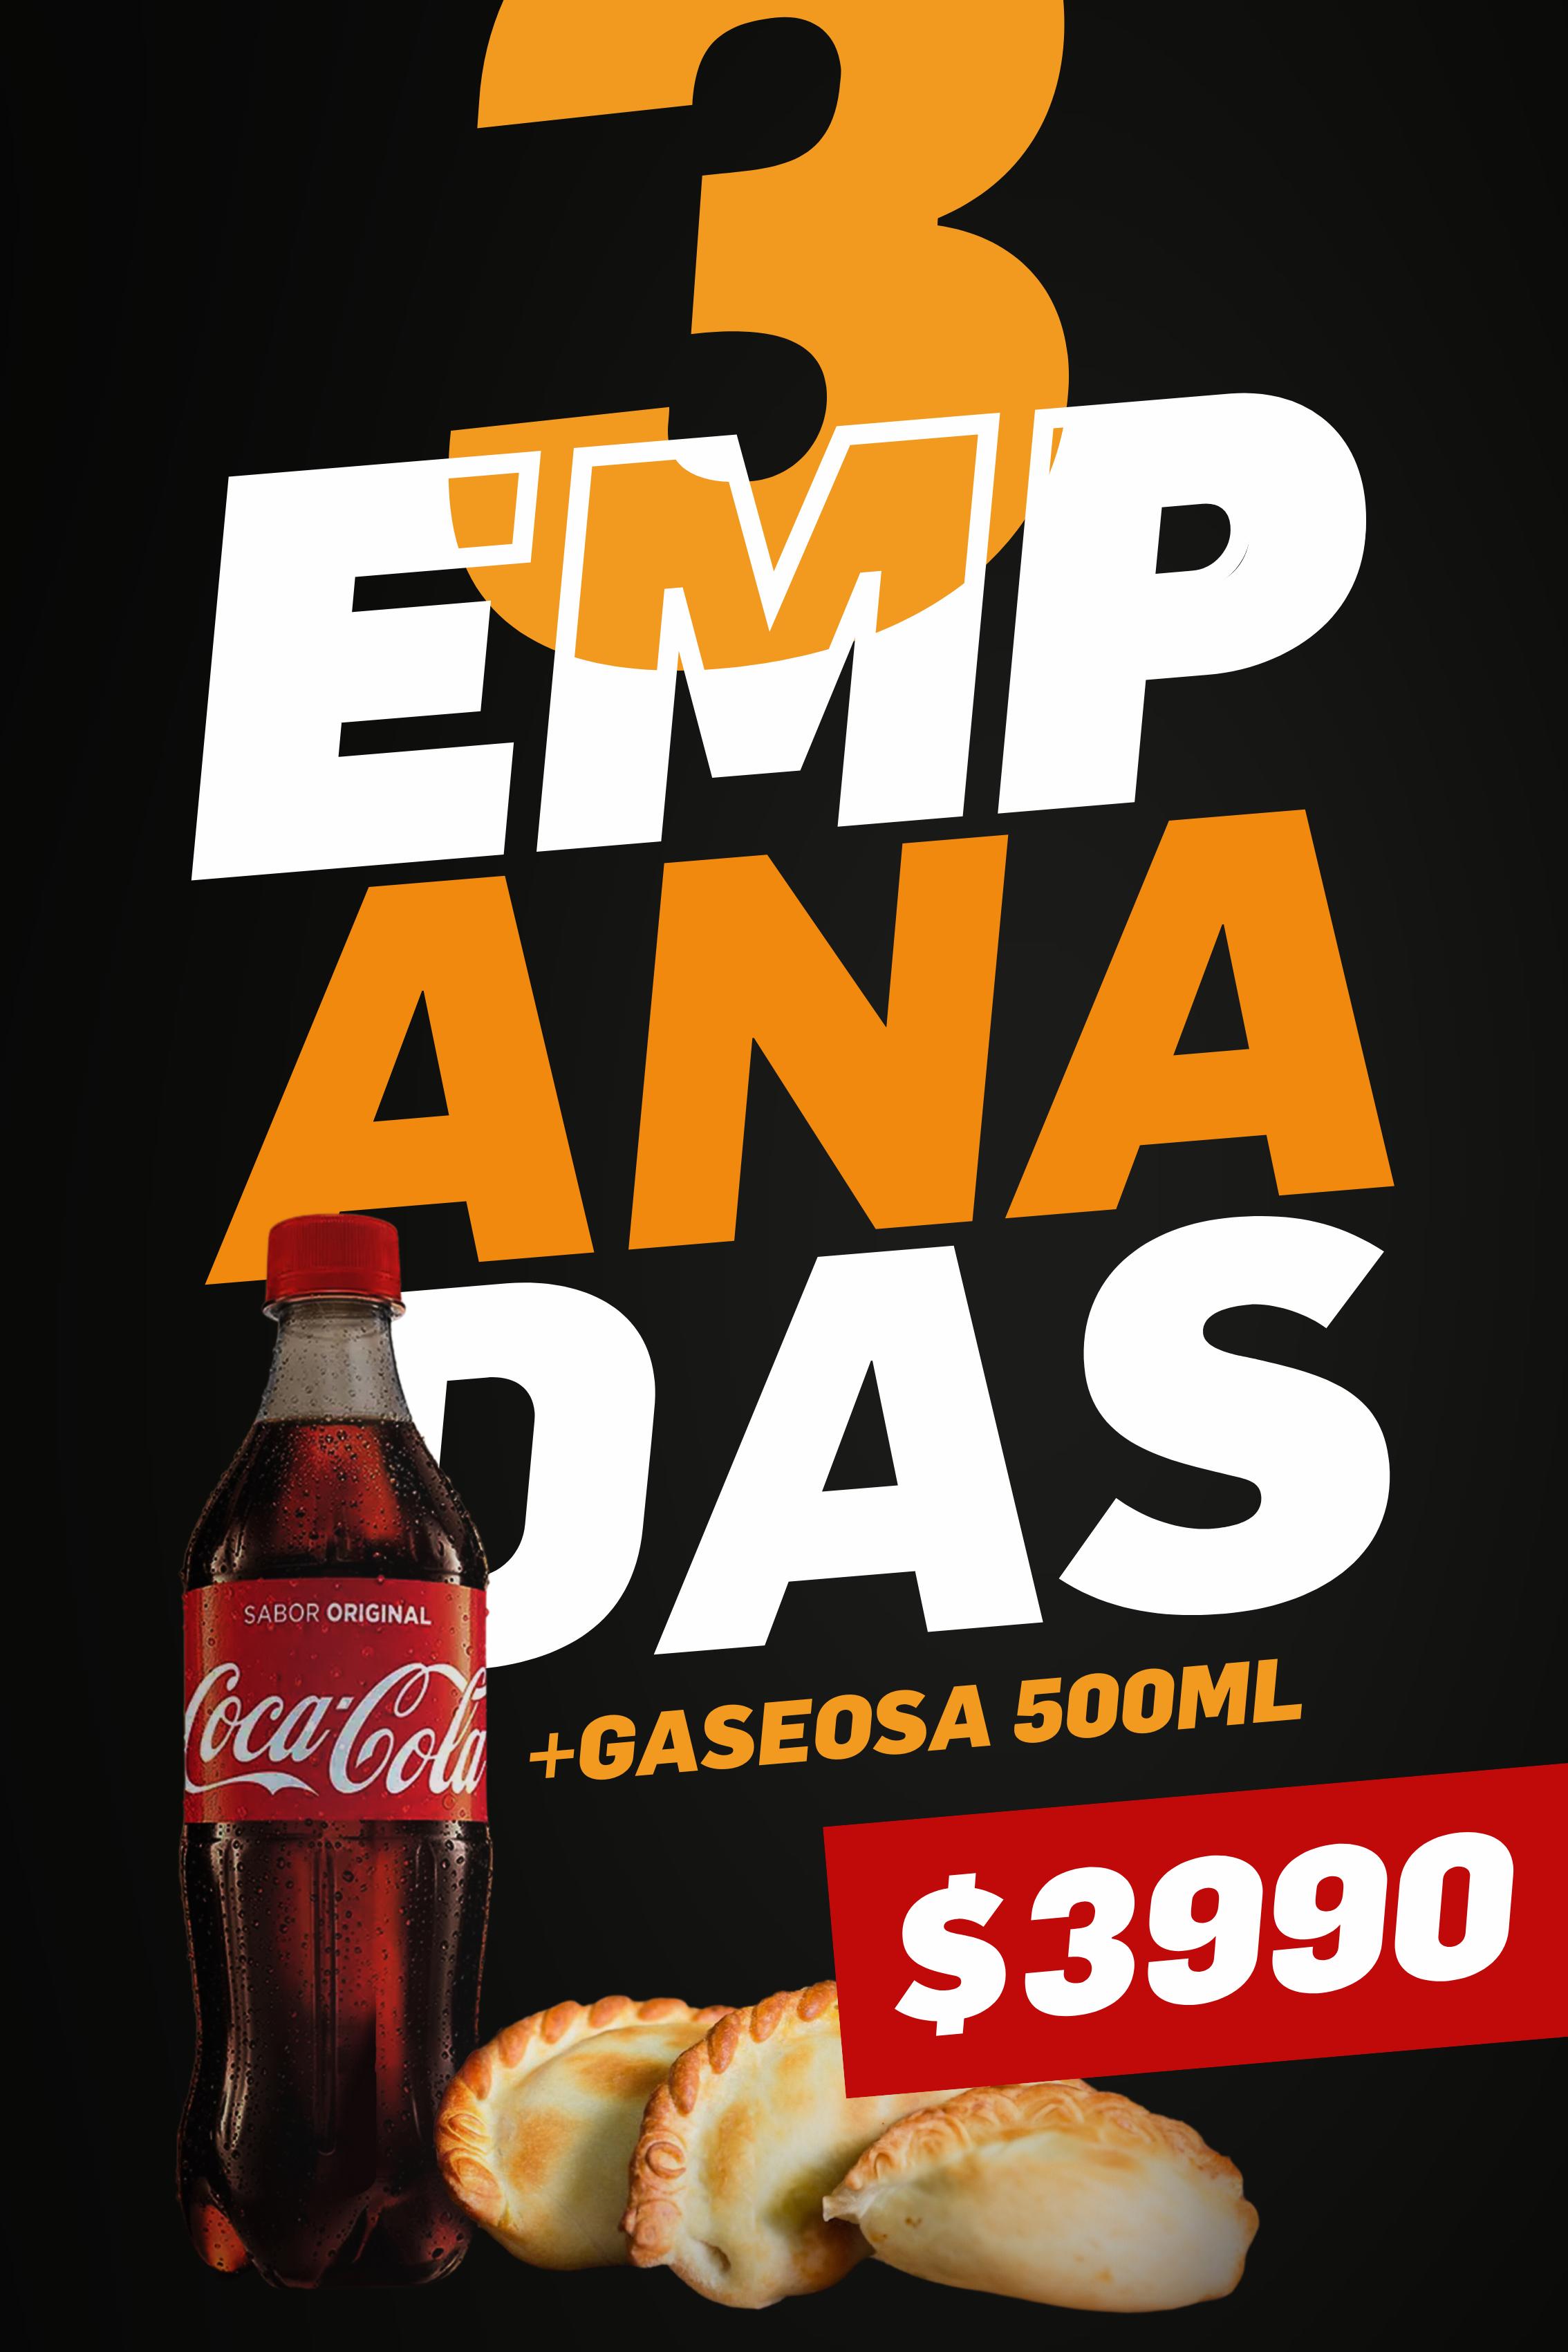 3
EMP
ANA
DAS
SABOR ORIGINAL
Coca-Cola
+GASEOSA 500ML
$3990